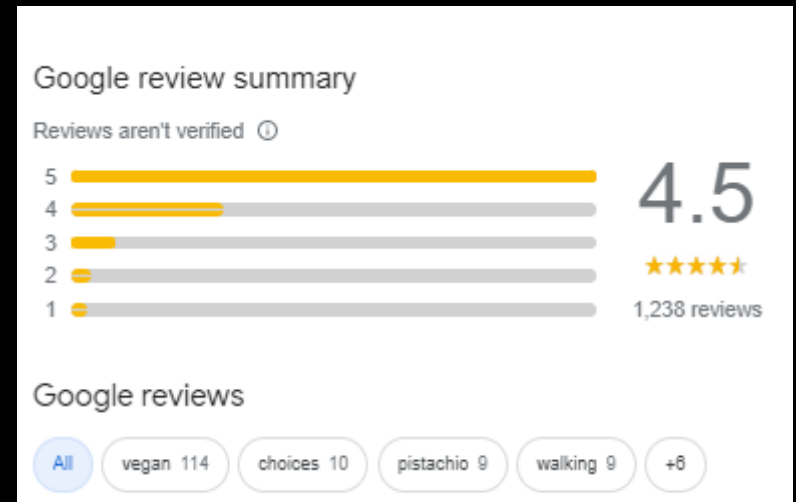 Google review summary
Reviews aren't verified
5
4
3
2
1
4.5
1,238 reviews
Google reviews
All vegan 114 choices 10 pistachio 9 walking 9 +6